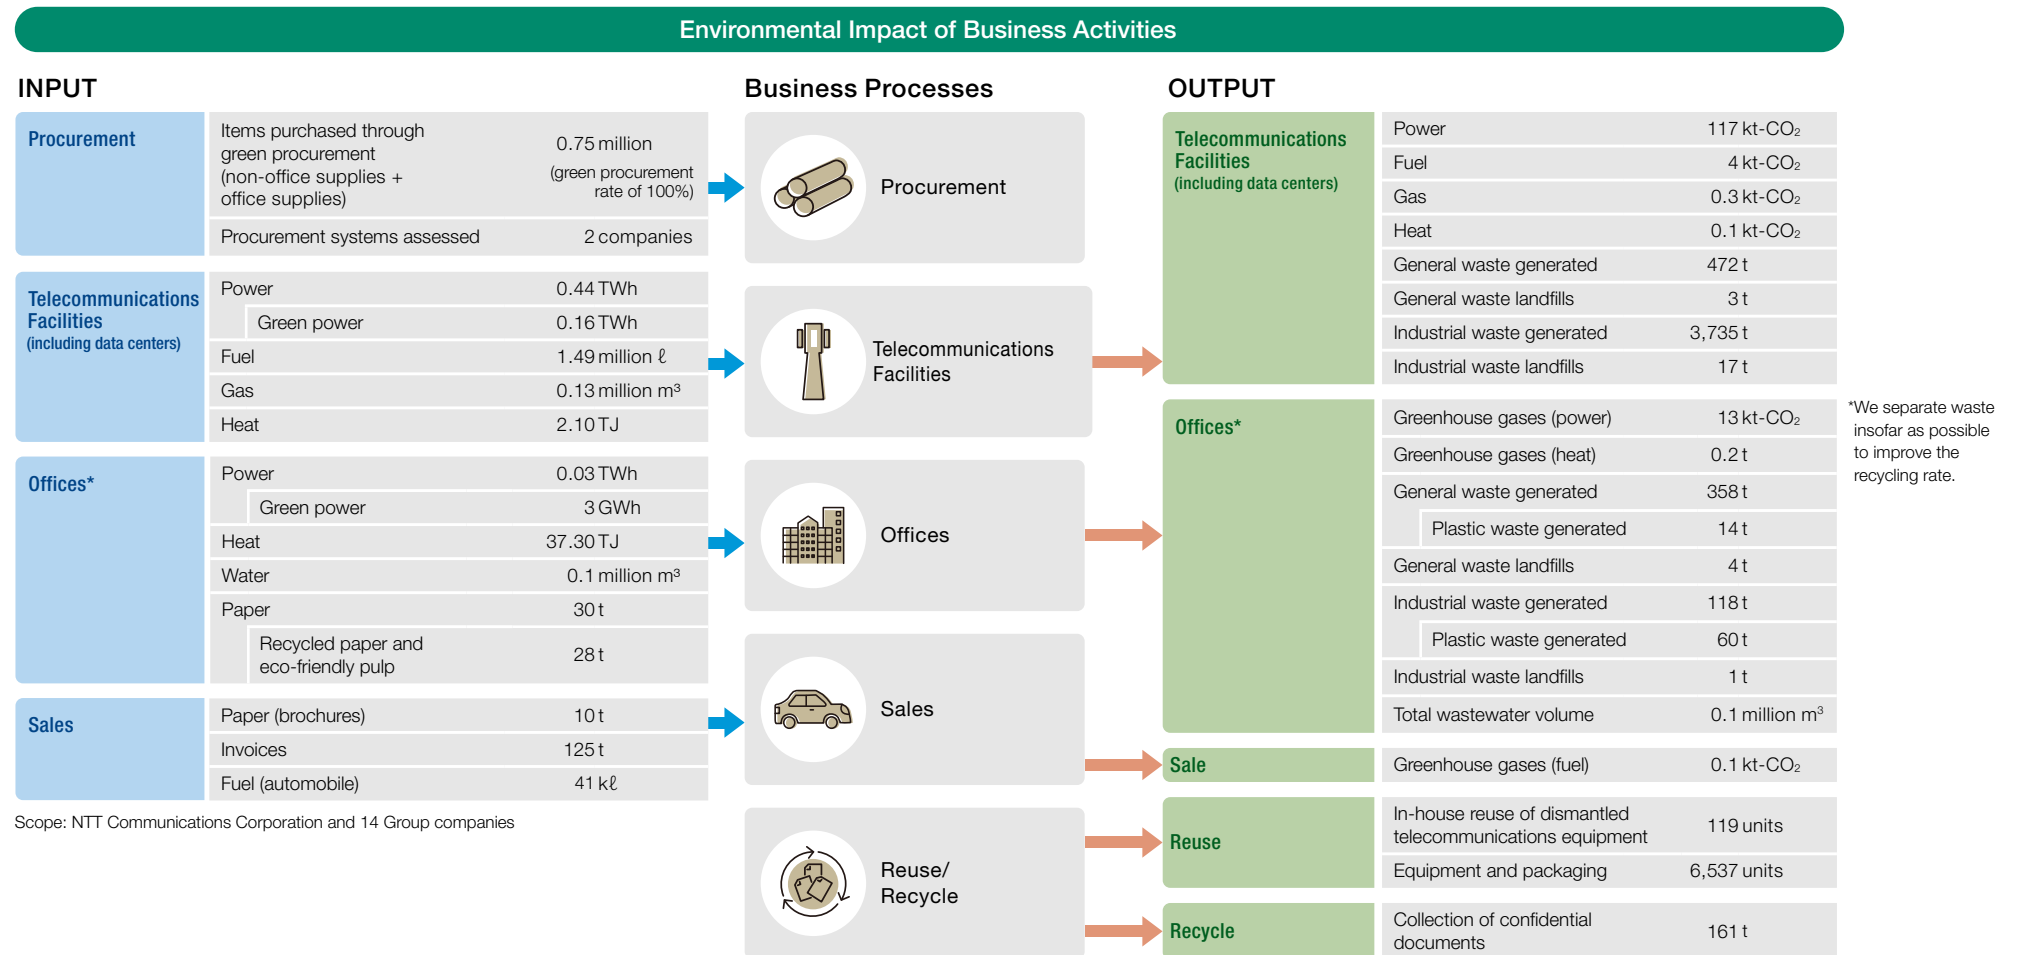 Environmental Impact of Business Activities
INPUT
Procurement
Items purchased through
green procurement
(non-office supplies +
office supplies)
0.75 million
(green procurement
rate of 100%)
Procurement systems assessed 2 companies
Telecommunications
Facilities
(including data centers)
Power 0.44 TWh
Green power 0.16 TWh
Fuel 1.49 million ℓ
Gas 0.13 million m³
Heat 2.10 TJ
Offices*
Power 0.03 TWh
Green power 3 GWh
Heat 37.30 TJ
Water 0.1 million m³
Paper 30 t
Recycled paper and
eco-friendly pulp
28 t
Sales
Paper (brochures) 10 t
Invoices 125 t
Fuel (automobile) 41 kℓ
Scope: NTT Communications Corporation and 14 Group companies
Business Processes
Procurement
Telecommunications
Facilities
Offices
Sales
Reuse/
Recycle
OUTPUT
Telecommunications
Facilities
(including data centers)
Power 117 kt-CO₂
Fuel 4 kt-CO₂
Gas 0.3 kt-CO₂
Heat 0.1 kt-CO₂
General waste generated 472 t
General waste landfills 3 t
Industrial waste generated 3,735 t
Industrial waste landfills 17 t
Offices*
Greenhouse gases (power) 13 kt-CO₂
Greenhouse gases (heat) 0.2 t
General waste generated 358 t
Plastic waste generated 14 t
General waste landfills 4 t
Industrial waste generated 118 t
Plastic waste generated 60 t
Industrial waste landfills 1 t
Total wastewater volume 0.1 million m³
Sale
Greenhouse gases (fuel) 0.1 kt-CO₂
Reuse
In-house reuse of dismantled
telecommunications equipment
119 units
Equipment and packaging 6,537 units
Recycle
Collection of confidential
documents
161 t
*We separate waste
insofar as possible
to improve the
recycling rate.